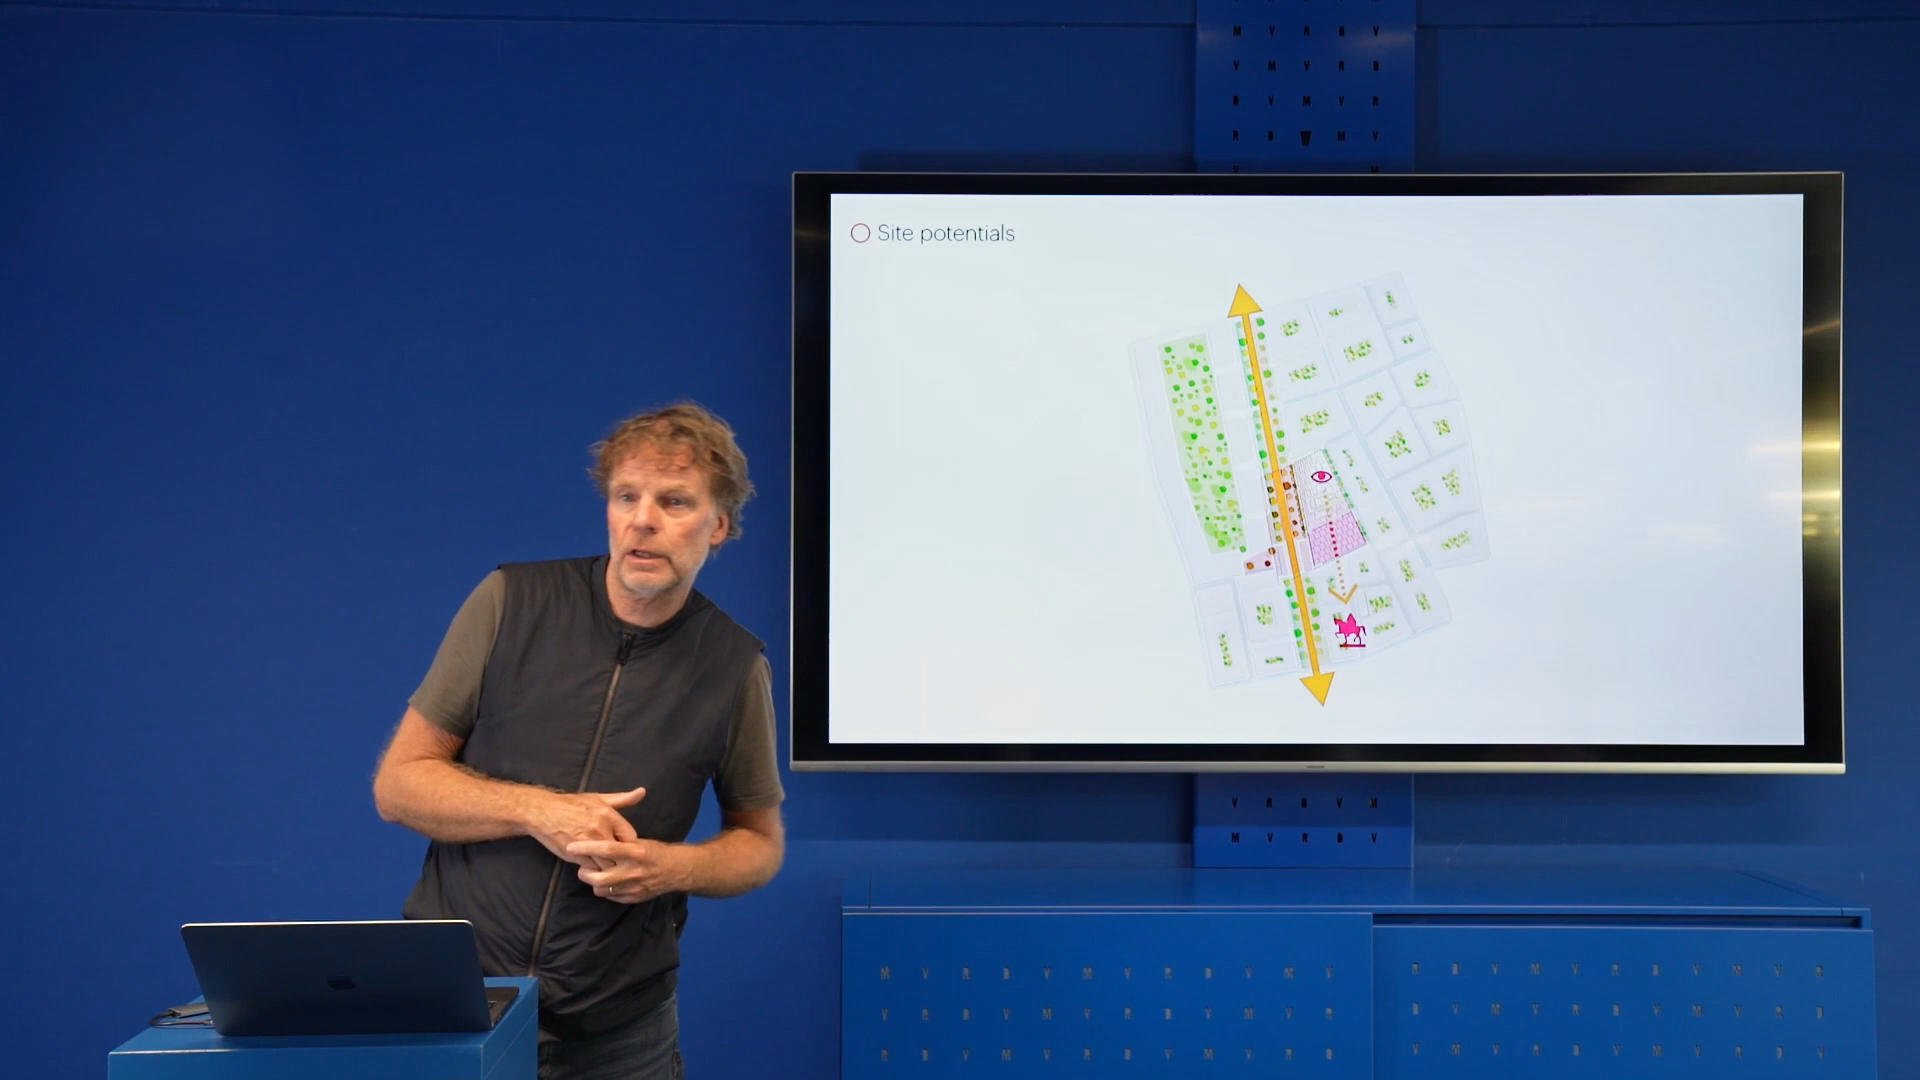 M V R D V
V M V R D
D V M V R
R D V M V
V M
Site potentials
V R D V M
M V R D V
M V R D V M V R D V M V
R D V M V R D V M V R
V R D V M V R D V M V R
D V M V R D V M V R D
R D V M V R D V M V R D
V M V R D V M V R D V